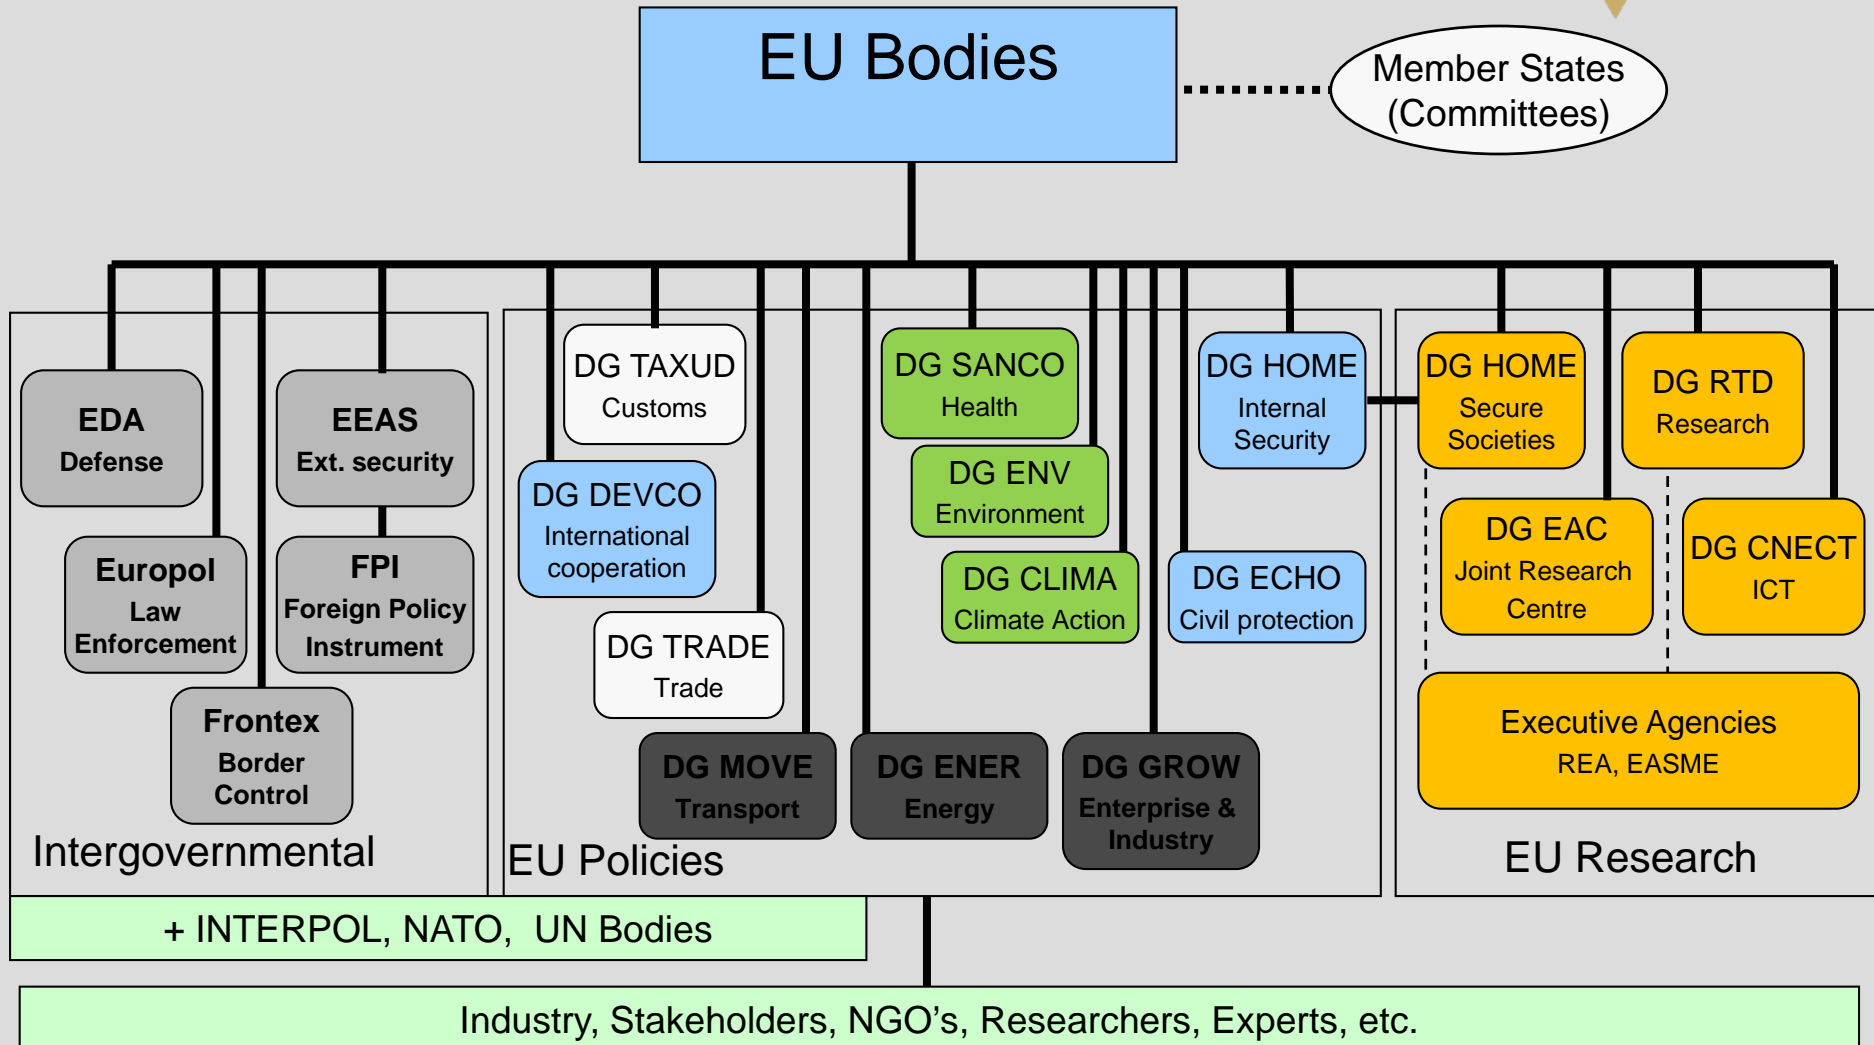 EU Bodies
Member States
(Committees)
EDA
Defense
EEAS
Ext. security
Europol
Law
Enforcement
FPI
Foreign Policy
Instrument
Frontex
Border
Control
Intergovernmental
DG TAXUD
Customs
DG DEVCO
International
cooperation
DG TRADE
Trade
DG MOVE
Transport
DG SANCO
Health
DG ENV
Environment
DG CLIMA
Climate Action
DG ENER
Energy
DG HOME
Internal
Security
DG ECHO
Civil protection
DG GROW
Enterprise &
Industry
EU Policies
DG HOME
Secure
Societies
DG RTD
Research
DG EAC
Joint Research
Centre
DG CNECT
ICT
Executive Agencies
REA, EASME
EU Research
+ INTERPOL, NATO, UN Bodies
Industry, Stakeholders, NGO's, Researchers, Experts, etc.